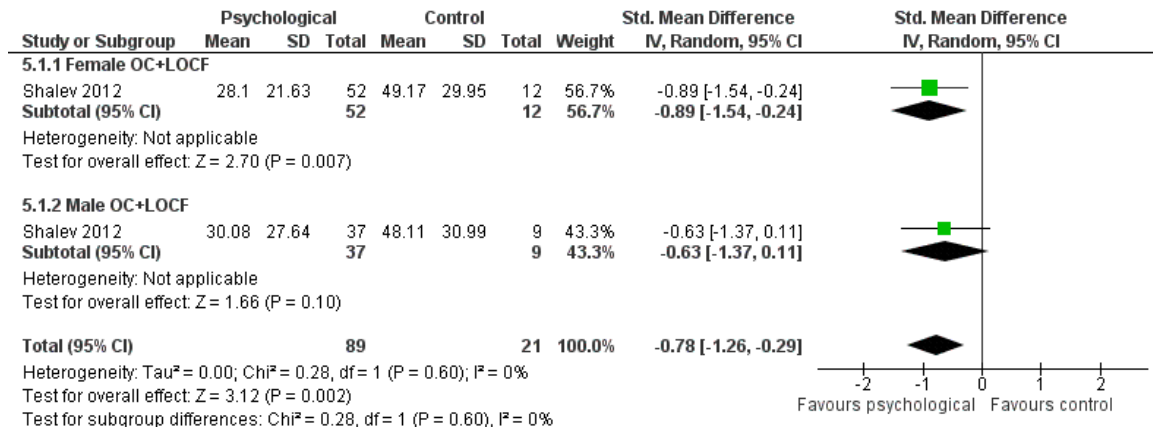 Psychological Control Std. Mean Difference Std. Mean Difference
Study or Subgroup Mean SD Total Mean SD Total Weight IV, Random, 95% CI IV, Random, 95% CI
5.1.1 Female OC+LOCF
Shalev 2012 28.1 21.63 52 49.17 29.95 12 56.7% -0.89 [-1.54, -0.24]
Subtotal (95% CI) 52 12 56.7% -0.89 [-1.54, -0.24]
Heterogeneity: Not applicable
Test for overall effect: Z = 2.70 (P = 0.007)
5.1.2 Male OC+LOCF
Shalev 2012 30.08 27.64 37 48.11 30.99 9 43.3% -0.63 [-1.37, 0.11]
Subtotal (95% CI) 37 9 43.3% -0.63 [-1.37, 0.11]
Heterogeneity: Not applicable
Test for overall effect: Z = 1.66 (P = 0.10)
Total (95% CI) 89 21 100.0% -0.78 [-1.26, -0.29]
Heterogeneity: Tau² = 0.00; Chi² = 0.28, df = 1 (P = 0.60); I² = 0%
Test for overall effect: Z = 3.12 (P = 0.002)
Test for subgroup differences: Chi² = 0.28, df = 1 (P = 0.60), I² = 0%
-2 -1 0 1 2
Favours psychological Favours control